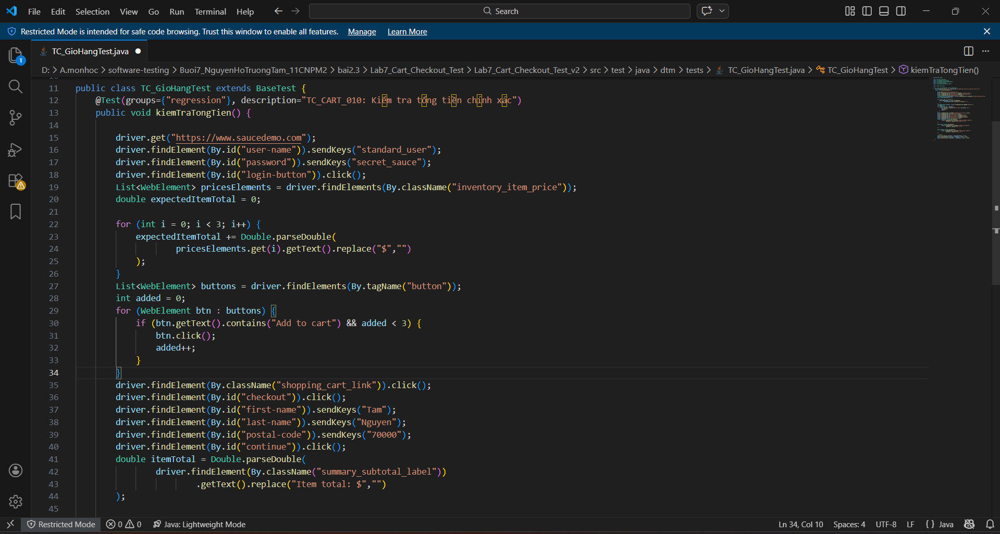 File Edit Selection View Go Run Terminal Help Search
Restricted Mode is intended for safe code browsing. Trust this window to enable all features. Manage Learn More
1
TC_GioHangTest.java
D: > A.monhoc > software-testing > Buoi7_NguyenHoTruongTam_11CNPM2 > bai2.3 > Lab7_Cart_Checkout_Test > Lab7_Cart_Checkout_Test_v2 > src > test > java > dtm > tests > TC_GioHangTest.java > TC_GioHangTest > kiemTraTongTien()
11 public class TC_GioHangTest extends BaseTest {
12 @Test(groups={"regression"}, description="TC_CART_010: Kiểm tra tổng tiền chính xác")
13 public void kiemTraTongTien() {
14
15 driver.get("https://www.saucedemo.com");
16 driver.findElement(By.id("user-name")).sendKeys("standard_user");
17 driver.findElement(By.id("password")).sendKeys("secret_sauce");
18 driver.findElement(By.id("login-button")).click();
19 List<WebElement> pricesElements = driver.findElements(By.className("inventory_item_price"));
20 double expectedItemTotal = 0;
21
22 for (int i = 0; i < 3; i++) {
23 expectedItemTotal += Double.parseDouble(
24 pricesElements.get(i).getText().replace("$","")
25 );
26 }
27 List<WebElement> buttons = driver.findElements(By.tagName("button"));
28 int added = 0;
29 for (WebElement btn : buttons) {
30 if (btn.getText().contains("Add to cart") && added < 3) {
31 btn.click();
32 added++;
33 }
34 }
35 driver.findElement(By.className("shopping_cart_link")).click();
36 driver.findElement(By.id("checkout")).click();
37 driver.findElement(By.id("first-name")).sendKeys("Tam");
38 driver.findElement(By.id("last-name")).sendKeys("Nguyen");
39 driver.findElement(By.id("postal-code")).sendKeys("70000");
40 driver.findElement(By.id("continue")).click();
41 double itemTotal = Double.parseDouble(
42 driver.findElement(By.className("summary_subtotal_label"))
43 .getText().replace("Item total: $","")
44 );
45
Restricted Mode 0 0 Java: Lightweight Mode Ln 34, Col 10 Spaces: 4 UTF-8 LF {} Java